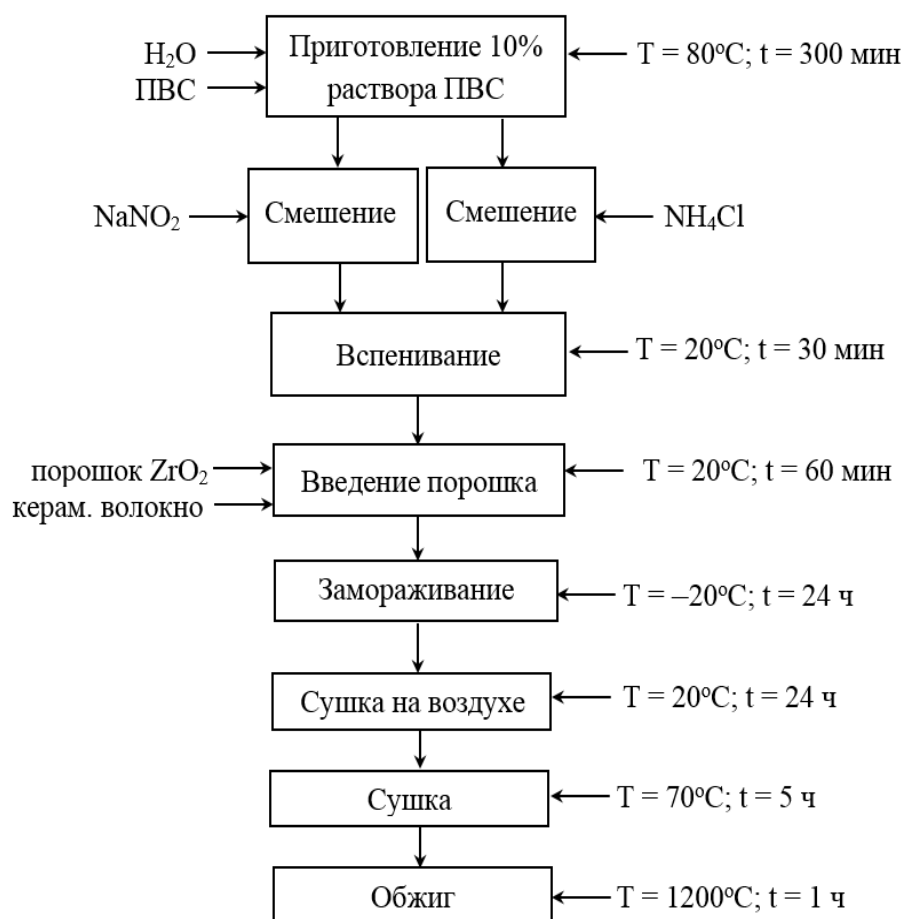 H₂O
ПВС
Приготовление 10%
раствора ПВС
T = 80°C; t = 300 мин
NaNO₂
Смешение
Смешение
NH₄Cl
Вспенивание
T = 20°C; t = 30 мин
порошок ZrO₂
керам. волокно
Введение порошка
T = 20°C; t = 60 мин
Замораживание
T = –20°C; t = 24 ч
Сушка на воздухе
T = 20°C; t = 24 ч
Сушка
T = 70°C; t = 5 ч
Обжиг
T = 1200°C; t = 1 ч